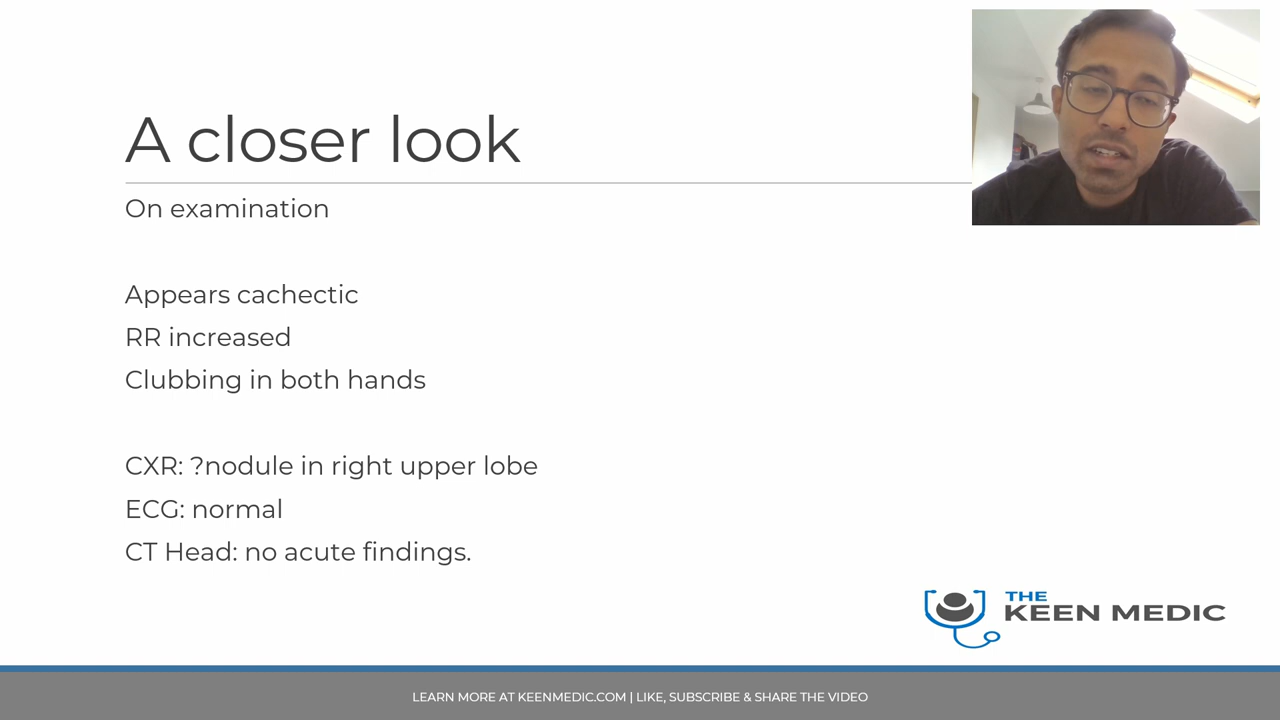 A closer look
On examination
Appears cachectic
RR increased
Clubbing in both hands
CXR: ?nodule in right upper lobe
ECG: normal
CT Head: no acute findings.
THE
KEEN MEDIC
LEARN MORE AT KEENMEDIC.COM | LIKE, SUBSCRIBE & SHARE THE VIDEO